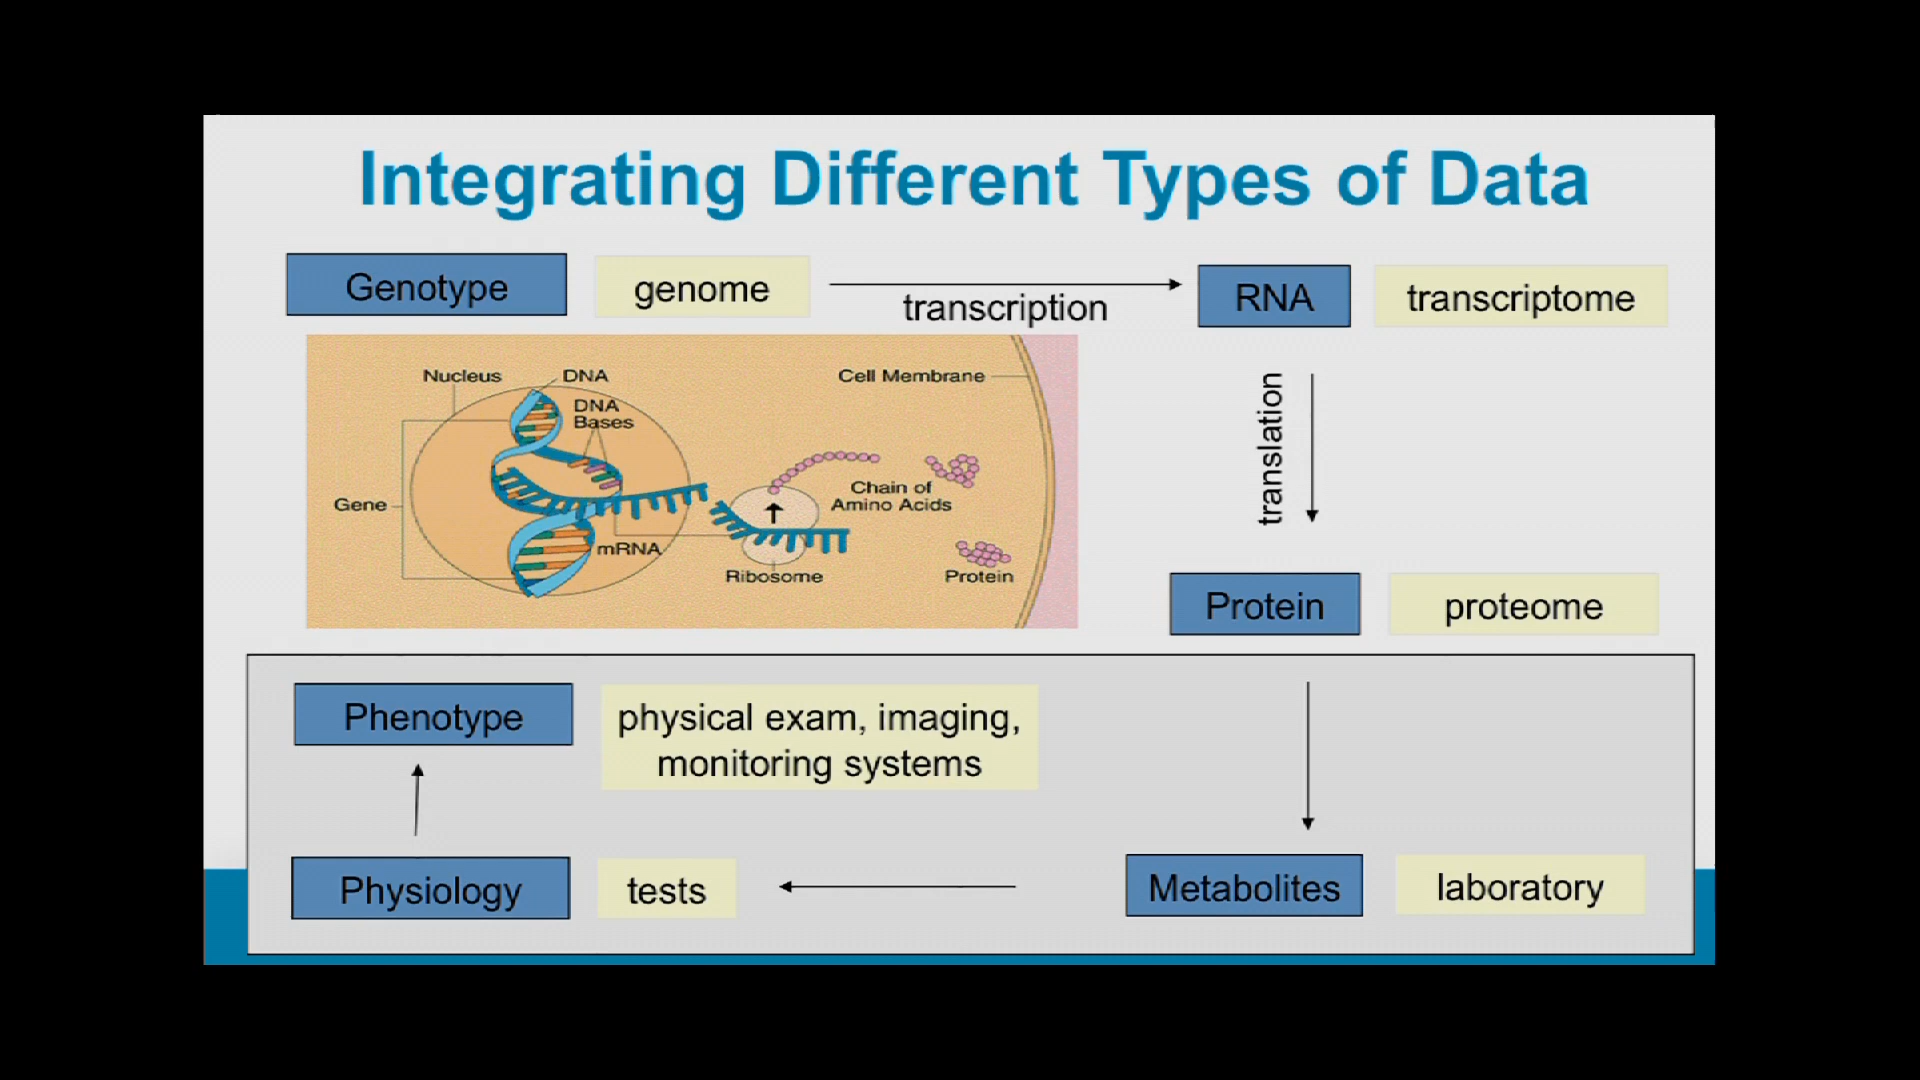 Integrating Different Types of Data
Genotype
genome
transcription
RNA
transcriptome
Nucleus
DNA
Cell Membrane
DNA
Bases
Gene
Chain of
Amino Acids
mRNA
Ribosome
Protein
translation
Protein
proteome
Phenotype
physical exam, imaging,
monitoring systems
Physiology
tests
Metabolites
laboratory